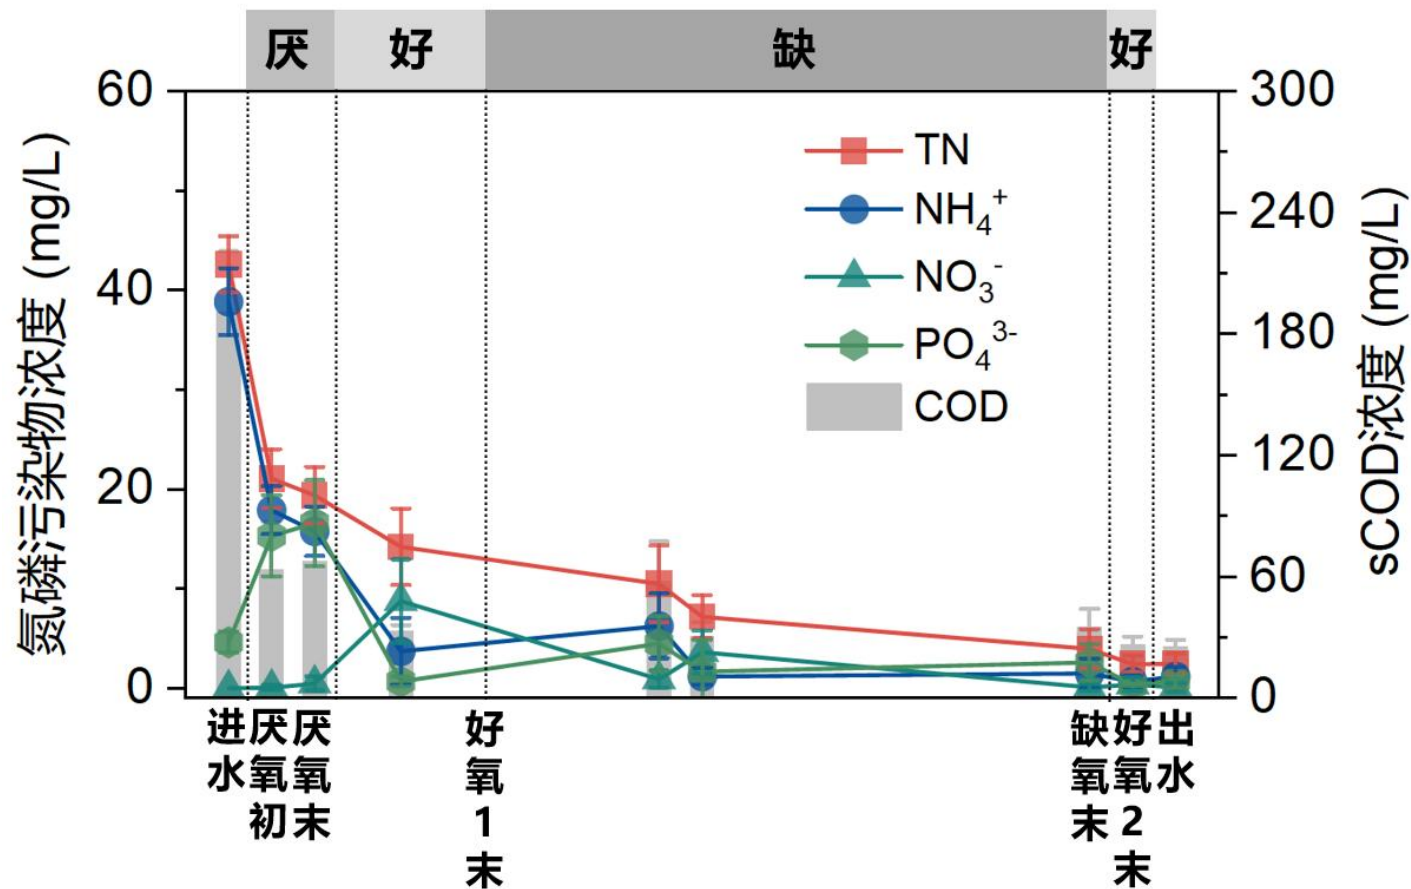 厌 好 缺 好
氮磷污染物浓度 (mg/L)
60
40
20
0
TN
NH₄⁺
NO₃⁻
PO₄³⁻
COD
300
240
180
120
60
0
sCOD浓度 (mg/L)
进水
厌氧初
厌氧末
好氧1末
缺氧末
好氧2末
出水